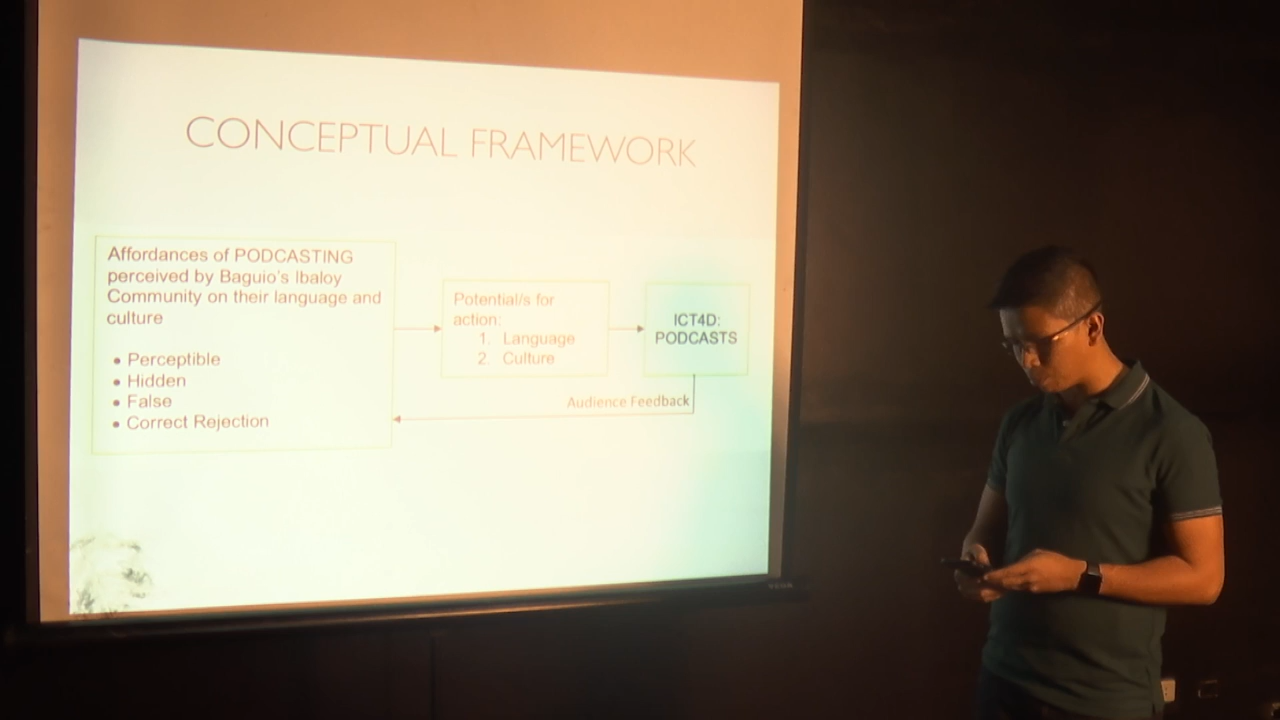 CONCEPTUAL FRAMEWORK
Affordances of PODCASTING
perceived by Baguio's Ibaloy
Community on their language and
culture
• Perceptible
• Hidden
• False
• Correct Rejection
Potential/s for
action:
1. Language
2. Culture
ICT4D:
PODCASTS
Audience Feedback